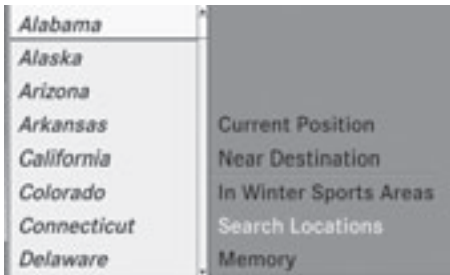 Alabama
Alaska
Arizona
Arkansas
California
Colorado
Connecticut
Delaware
Current Position
Near Destination
In Winter Sports Areas
Search Locations
Memory